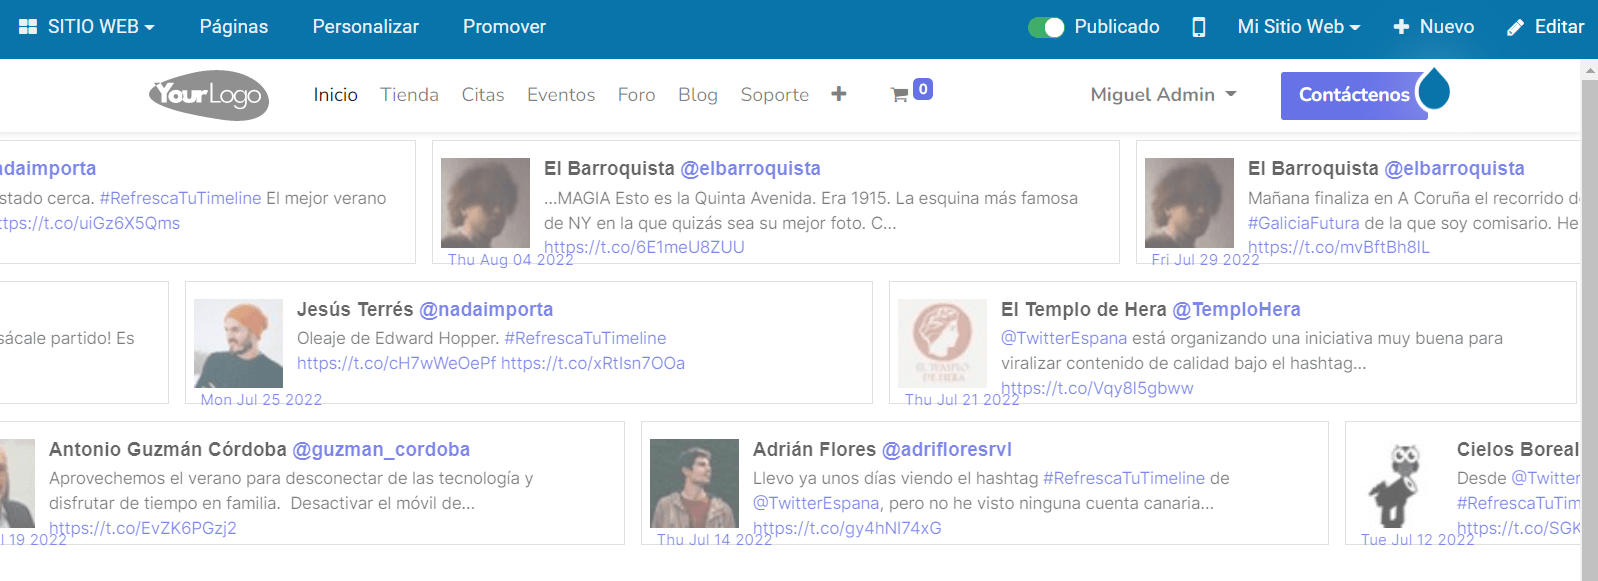 SITIO WEB Páginas Personalizar Promover Publicado Mi Sitio Web Nuevo Editar
YourLogo Inicio Tienda Citas Eventos Foro Blog Soporte 0 Miguel Admin Contáctenos
adaimporta
stado cerca. #RefrescaTuTimeline El mejor verano
ttps://t.co/uiGz6X5Qms
El Barroquista @elbarroquista
...MAGIA Esto es la Quinta Avenida. Era 1915. La esquina más famosa
de NY en la que quizás sea su mejor foto. C...
https://t.co/6E1meU8ZUU
Thu Aug 04 2022
El Barroquista @elbarroquista
Mañana finaliza en A Coruña el recorrido d
#GaliciaFutura de la que soy comisario. He
https://t.co/mvBftBh8lL
Fri Jul 29 2022
sácale partido! Es
Jesús Terrés @nadaimporta
Oleaje de Edward Hopper. #RefrescaTuTimeline
https://t.co/cH7wWeOePf https://t.co/xRtIsn7OOa
Mon Jul 25 2022
EL TEMPLO
DE HERA
El Templo de Hera @TemploHera
@TwitterEspana está organizando una iniciativa muy buena para
viralizar contenido de calidad bajo el hashtag...
https://t.co/Vqy8l5gbww
Thu Jul 21 2022
Antonio Guzmán Córdoba @guzman_cordoba
Aprovechemos el verano para desconectar de las tecnología y
disfrutar de tiempo en familia. Desactivar el móvil de...
https://t.co/EvZK6PGzj2
l 19 2022
Adrián Flores @adrifloresrvl
Llevo ya unos días viendo el hashtag #RefrescaTuTimeline de
@TwitterEspana, pero no he visto ninguna cuenta canaria...
https://t.co/gy4hNI74xG
Thu Jul 14 2022
Cielos Boreal
Desde @Twitter
#RefrescaTuTim
https://t.co/SGK
Tue Jul 12 2022